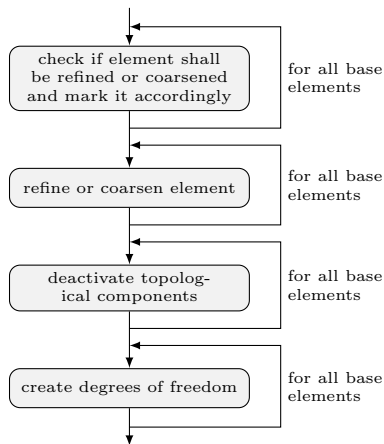 check if element shall
be refined or coarsened
and mark it accordingly
for all base
elements
refine or coarsen element
for all base
elements
deactivate topolog-
ical components
for all base
elements
create degrees of freedom
for all base
elements